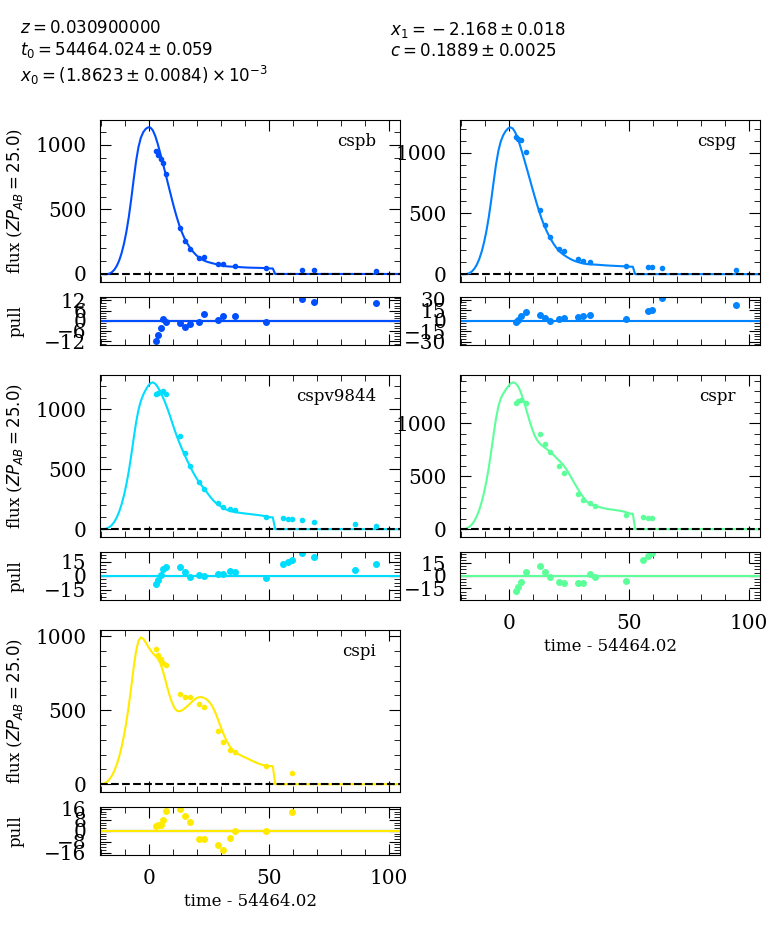 z = 0.030900000
t₀ = 54464.024 ± 0.059
x₀ = (1.8623 ± 0.0084) × 10⁻³
x₁ = −2.168 ± 0.018
c = 0.1889 ± 0.0025
flux (ZP_AB = 25.0)
1000
500
0
cspb
1000
500
0
cspg
pull
12
6
0
−6
−12
30
15
0
−15
−30
flux (ZP_AB = 25.0)
1000
500
0
cspv9844
1000
500
0
cspr
pull
15
0
−15
15
0
−15
0
50
100
time - 54464.02
flux (ZP_AB = 25.0)
1000
500
0
cspi
pull
16
8
0
−8
−16
0
50
100
time - 54464.02